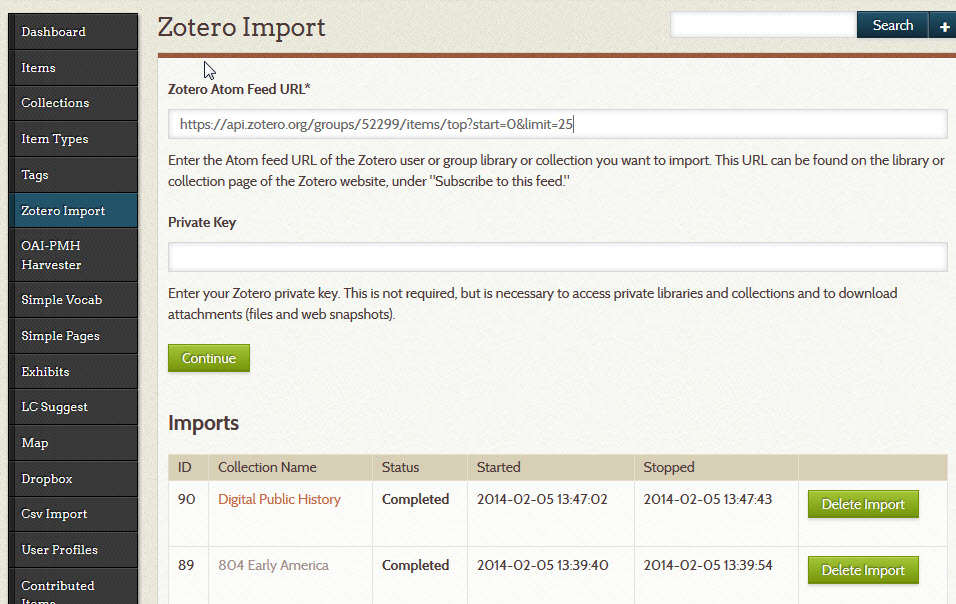 Dashboard
Items
Collections
Item Types
Tags
Zotero Import
OAI-PMH
Harvester
Simple Vocab
Simple Pages
Exhibits
LC Suggest
Map
Dropbox
Csv Import
User Profiles
Contributed
Items
Zotero Import
Search +
Zotero Atom Feed URL*
https://api.zotero.org/groups/52299/items/top?start=0&limit=25
Enter the Atom feed URL of the Zotero user or group library or collection you want to import. This URL can be found on the library or
collection page of the Zotero website, under "Subscribe to this feed."
Private Key
Enter your Zotero private key. This is not required, but is necessary to access private libraries and collections and to download
attachments (files and web snapshots).
Continue
Imports
ID Collection Name Status Started Stopped
90 Digital Public History Completed 2014-02-05 13:47:02 2014-02-05 13:47:43 Delete Import
89 804 Early America Completed 2014-02-05 13:39:40 2014-02-05 13:39:54 Delete Import